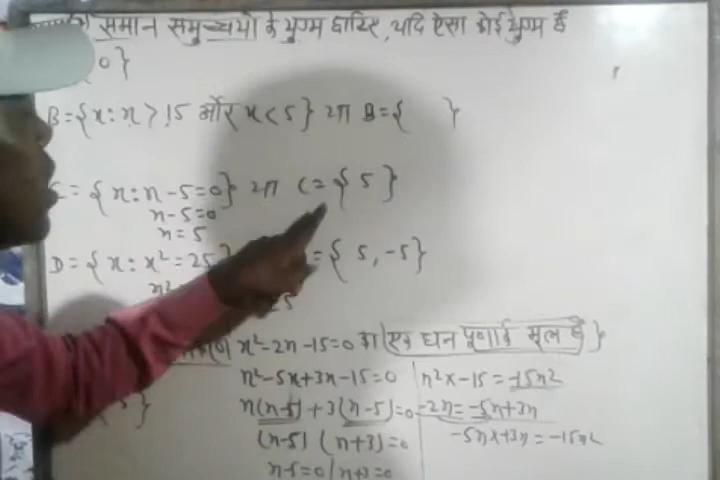 समान समुच्चयों के युग्म छाँटिए, यदि ऐसा कोई युग्म है
0}
B={x:x>15 और x<5} या B={ }
C={x:x-5=0} या C={5}
x-5=0
x=5
D={x:x²=25} ={5,-5}
25
x²-2x-15=0 का एक धन पूर्णांक मूल है}
x²-5x+3x-15=0
x(x-5)+3(x-5)=0
(x-5)(x+3)=0
x-5=0/x+3=0
x²x-15=-15x²
-2x=-5x+3x
-5xx+3x=-15x²